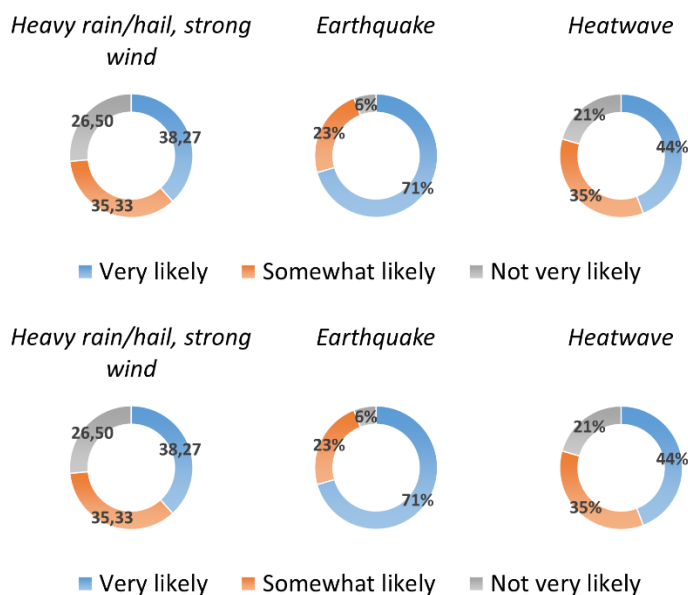 Heavy rain/hail, strong wind
Earthquake
Heatwave
26,50
38,27
35,33
6%
23%
71%
21%
44%
35%
Very likely
Somewhat likely
Not very likely
Heavy rain/hail, strong wind
Earthquake
Heatwave
26,50
38,27
35,33
6%
23%
71%
21%
44%
35%
Very likely
Somewhat likely
Not very likely